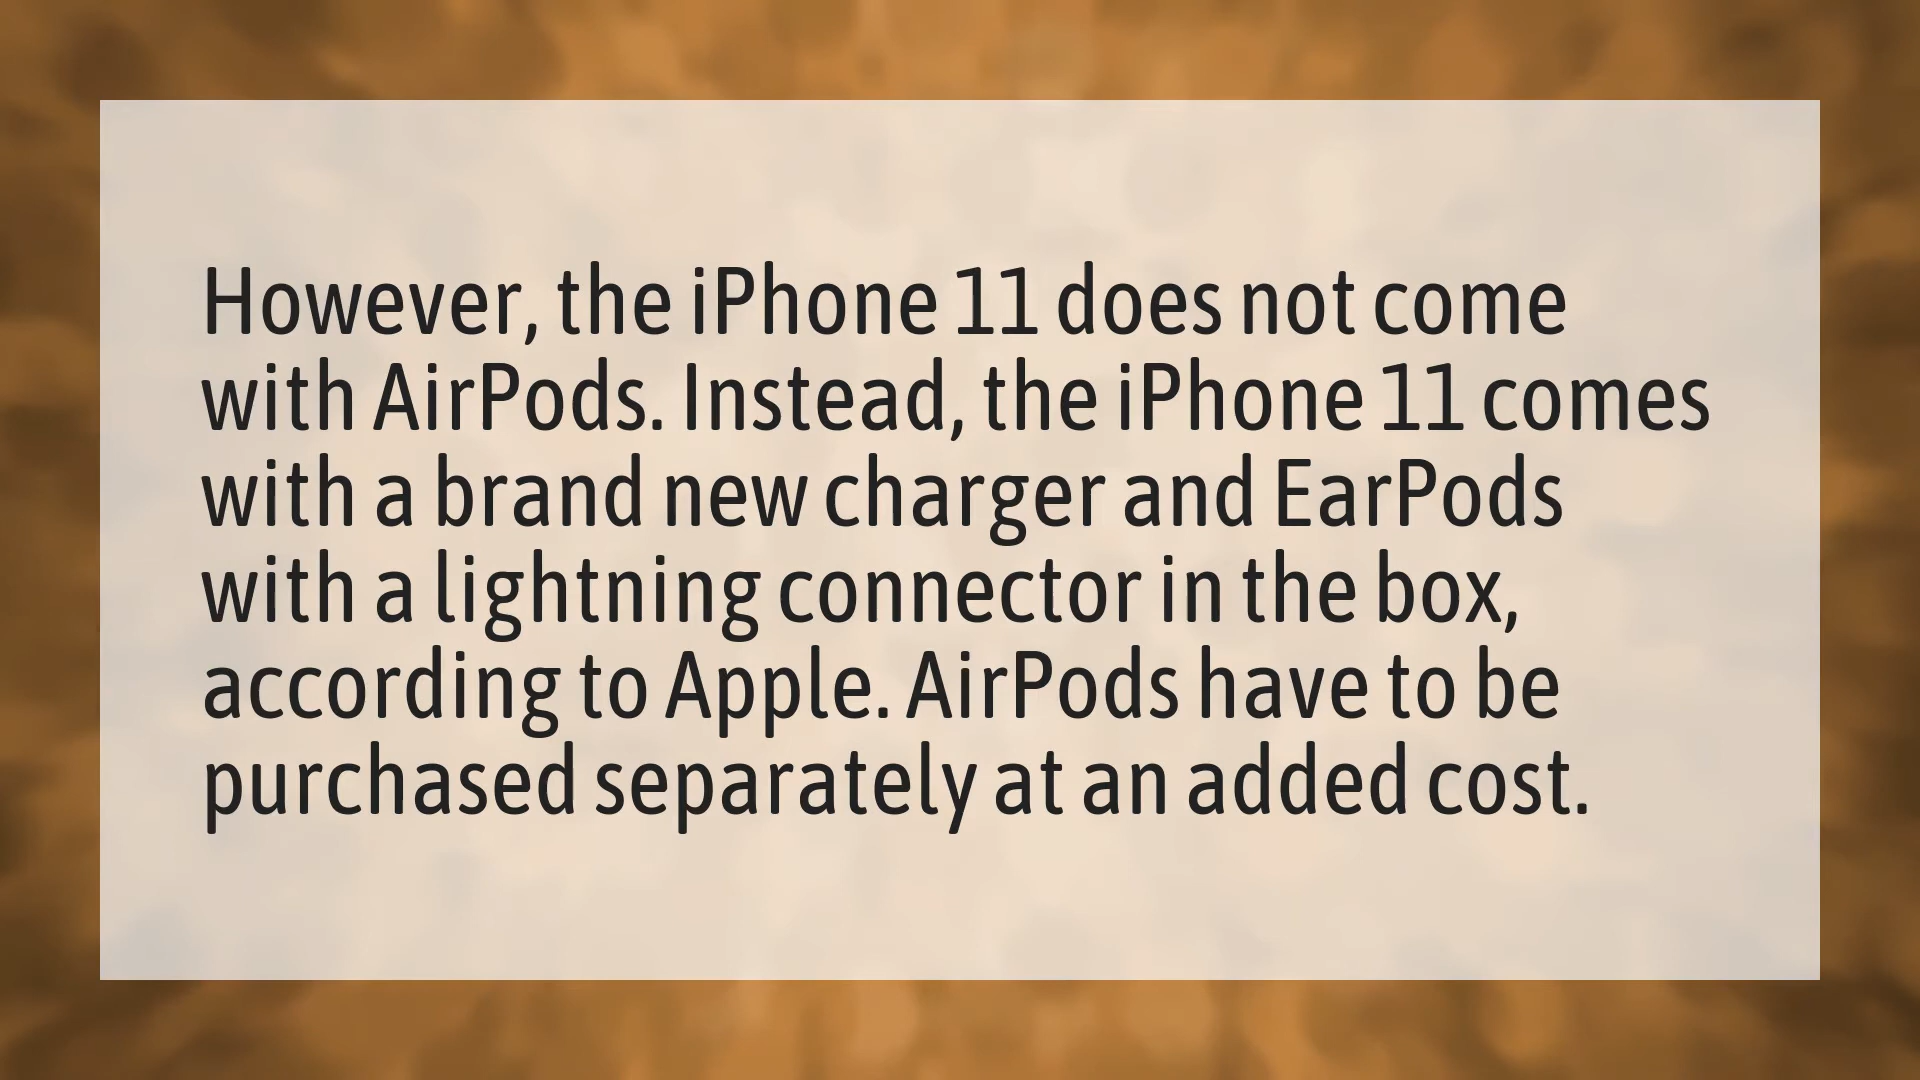 However, the iPhone 11 does not come
with AirPods. Instead, the iPhone 11 comes
with a brand new charger and EarPods
with a lightning connector in the box,
according to Apple. AirPods have to be
purchased separately at an added cost.